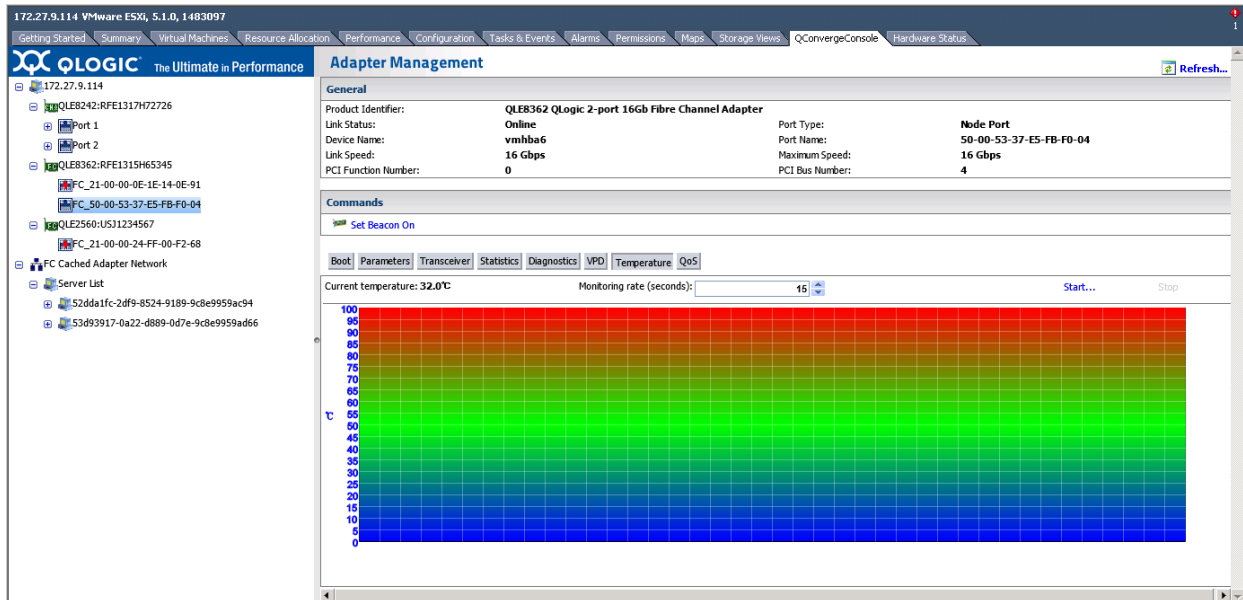 172.27.9.114 VMware ESXi, 5.1.0, 1483097
1
Getting Started Summary Virtual Machines Resource Allocation Performance Configuration Tasks & Events Alarms Permissions Maps Storage Views QConvergeConsole Hardware Status
QLOGIC The Ultimate in Performance
172.27.9.114
QLE8242:RFE1317H72726
Port 1
Port 2
QLE8362:RFE1315H65345
FC_21-00-00-0E-1E-14-0E-91
FC_50-00-53-37-E5-FB-F0-04
QLE2560:USJ1234567
FC_21-00-00-24-FF-00-F2-68
FC Cached Adapter Network
Server List
52dda1fc-2df9-8524-9189-9c8e9959ac94
53d93917-0a22-d889-0d7e-9c8e9959ad66
Adapter Management
Refresh...
General
Product Identifier: QLE8362 QLogic 2-port 16Gb Fibre Channel Adapter
Link Status: Online Port Type: Node Port
Device Name: vmhba6 Port Name: 50-00-53-37-E5-FB-F0-04
Link Speed: 16 Gbps Maximum Speed: 16 Gbps
PCI Function Number: 0 PCI Bus Number: 4
Commands
Set Beacon On
Boot Parameters Transceiver Statistics Diagnostics VPD Temperature QoS
Current temperature: 32.0℃ Monitoring rate (seconds): 15 Start... Stop
100
95
90
85
80
75
70
65
60
℃ 55
50
45
40
35
30
25
20
15
10
5
0